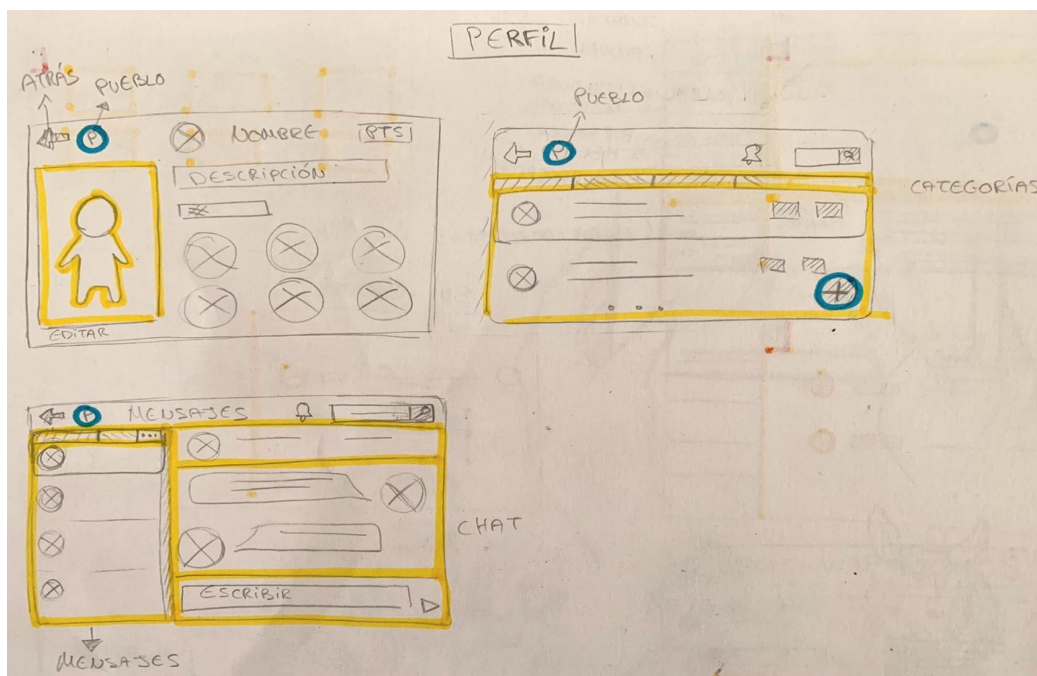 PERFIL
ATRÁS
PUEBLO
P
NOMBRE
PTS
DESCRIPCIÓN
EDITAR
PUEBLO
P
CATEGORÍAS
P
MENSAJES
CHAT
ESCRIBIR
MENSAJES